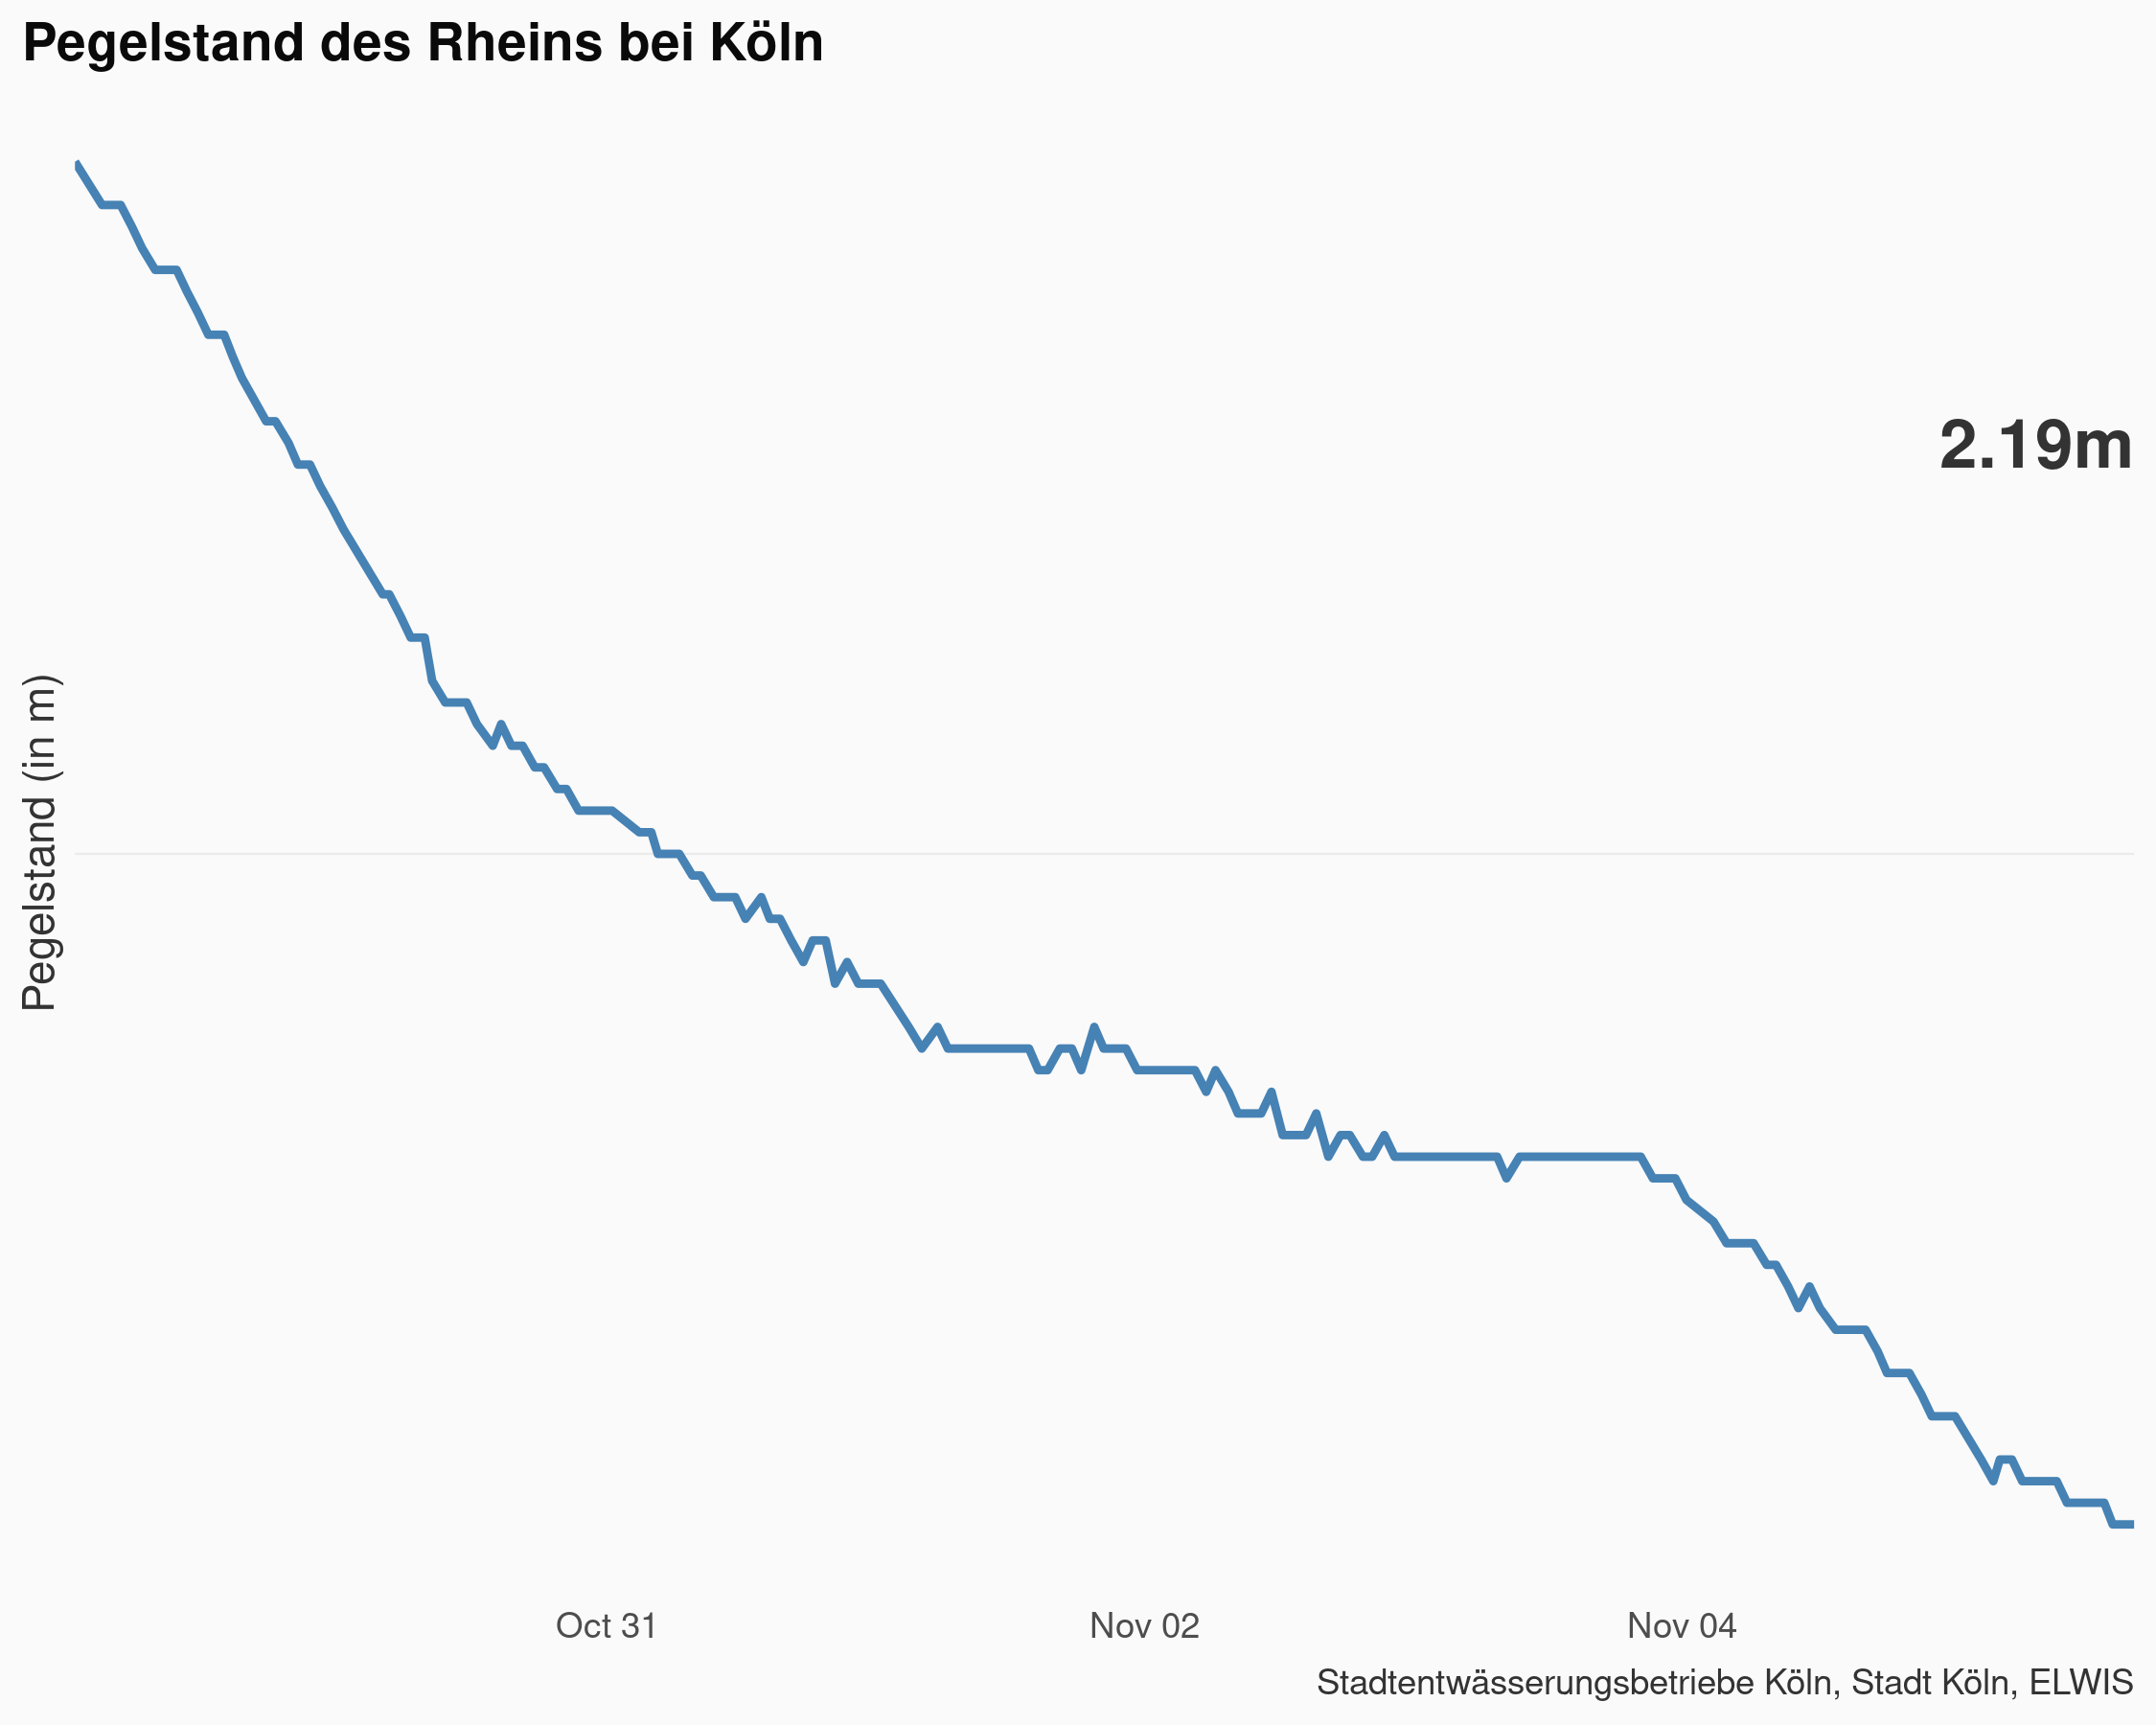 Pegelstand des Rheins bei Köln
2.19m
Pegelstand (in m)
Oct 31
Nov 02
Nov 04
Stadtentwässerungsbetriebe Köln, Stadt Köln, ELWIS